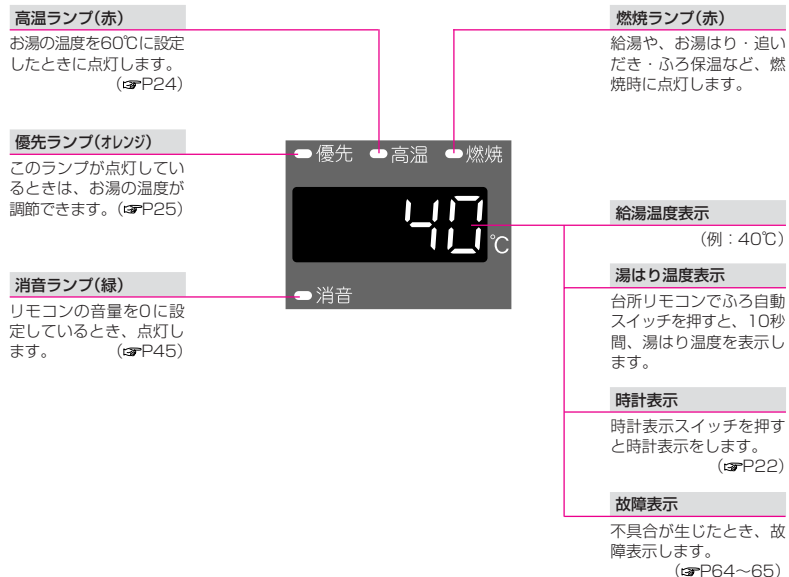 高温ランプ(赤)
お湯の温度を60℃に設定
したときに点灯します。
(☞P24)
優先ランプ(オレンジ)
このランプが点灯してい
るときは、お湯の温度が
調節できます。(☞P25)
消音ランプ(緑)
リモコンの音量を0に設
定しているとき、点灯し
ます。 (☞P45)
優先 高温 燃焼
40℃
消音
燃焼ランプ(赤)
給湯や、お湯はり・追い
だき・ふろ保温など、燃
焼時に点灯します。
給湯温度表示
(例：40℃)
湯はり温度表示
台所リモコンでふろ自動
スイッチを押すと、10秒
間、湯はり温度を表示し
ます。
時計表示
時計表示スイッチを押す
と時計表示をします。
(☞P22)
故障表示
不具合が生じたとき、故
障表示します。
(☞P64〜65)